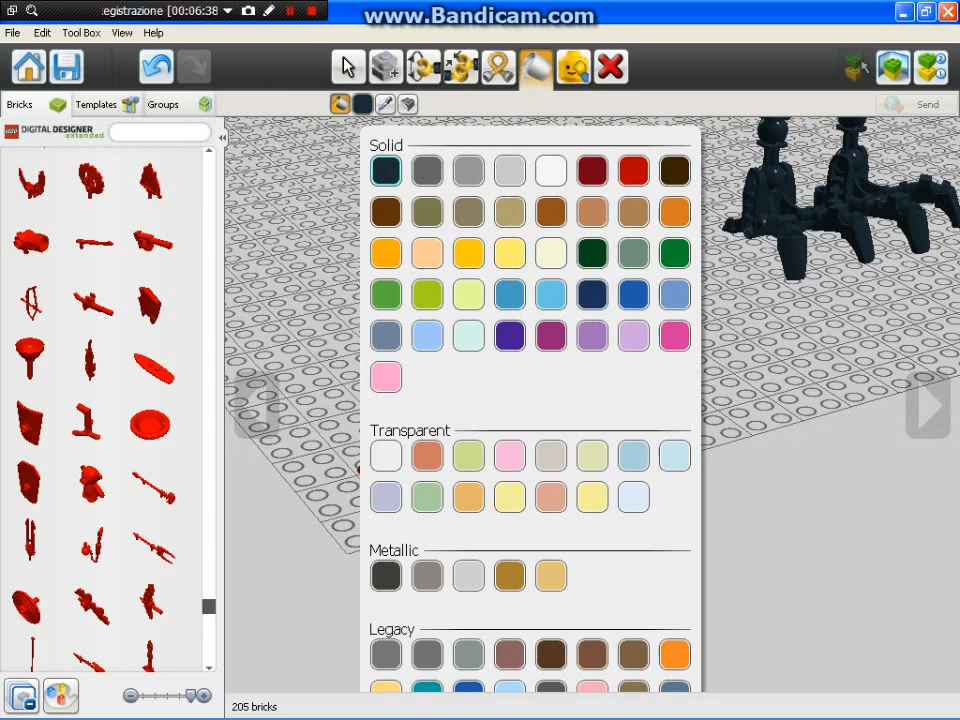 .egistrazione [00:06:38
www.Bandicam.com
File Edit Tool Box View Help
Bricks Templates Groups
Send
LEGO DIGITAL DESIGNER
extended
Solid
Transparent
Metallic
Legacy
205 bricks